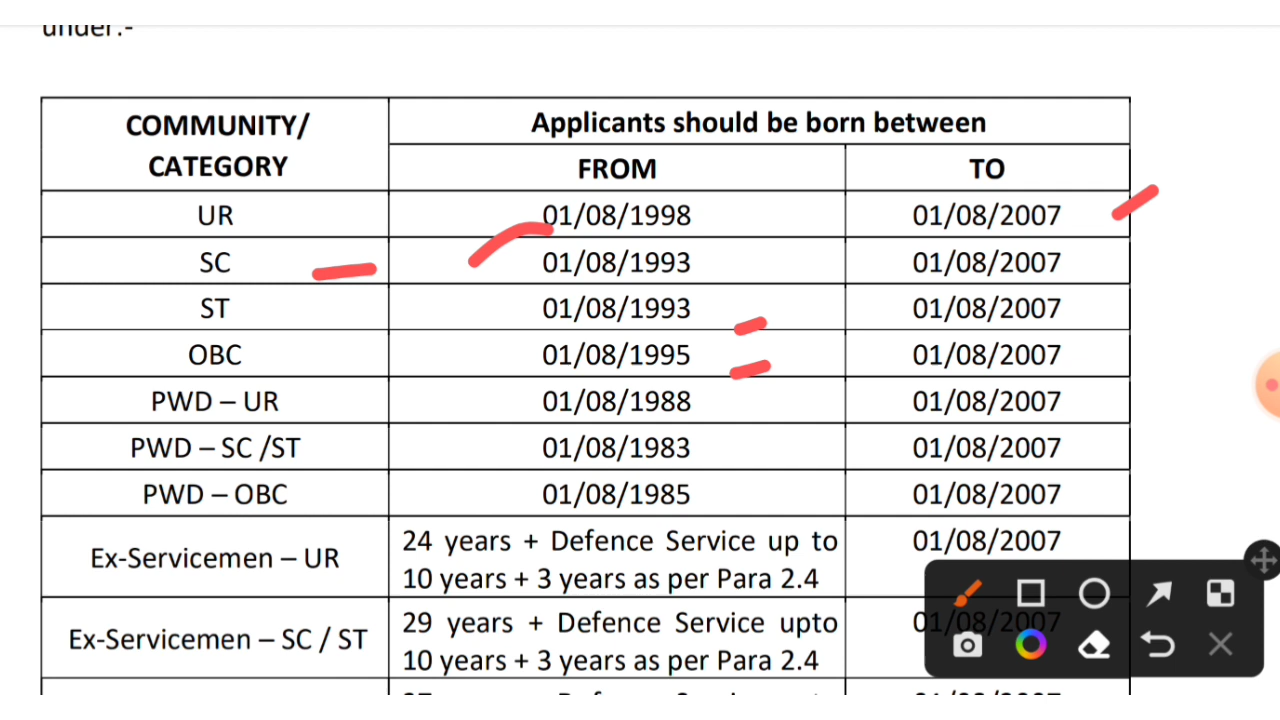 under:-
COMMUNITY/ Applicants should be born between
CATEGORY FROM TO
UR 01/08/1998 01/08/2007
SC 01/08/1993 01/08/2007
ST 01/08/1993 01/08/2007
OBC 01/08/1995 01/08/2007
PWD – UR 01/08/1988 01/08/2007
PWD – SC /ST 01/08/1983 01/08/2007
PWD – OBC 01/08/1985 01/08/2007
Ex-Servicemen – UR 24 years + Defence Service up to 01/08/2007
10 years + 3 years as per Para 2.4
Ex-Servicemen – SC / ST 29 years + Defence Service upto 01/08/2007
10 years + 3 years as per Para 2.4